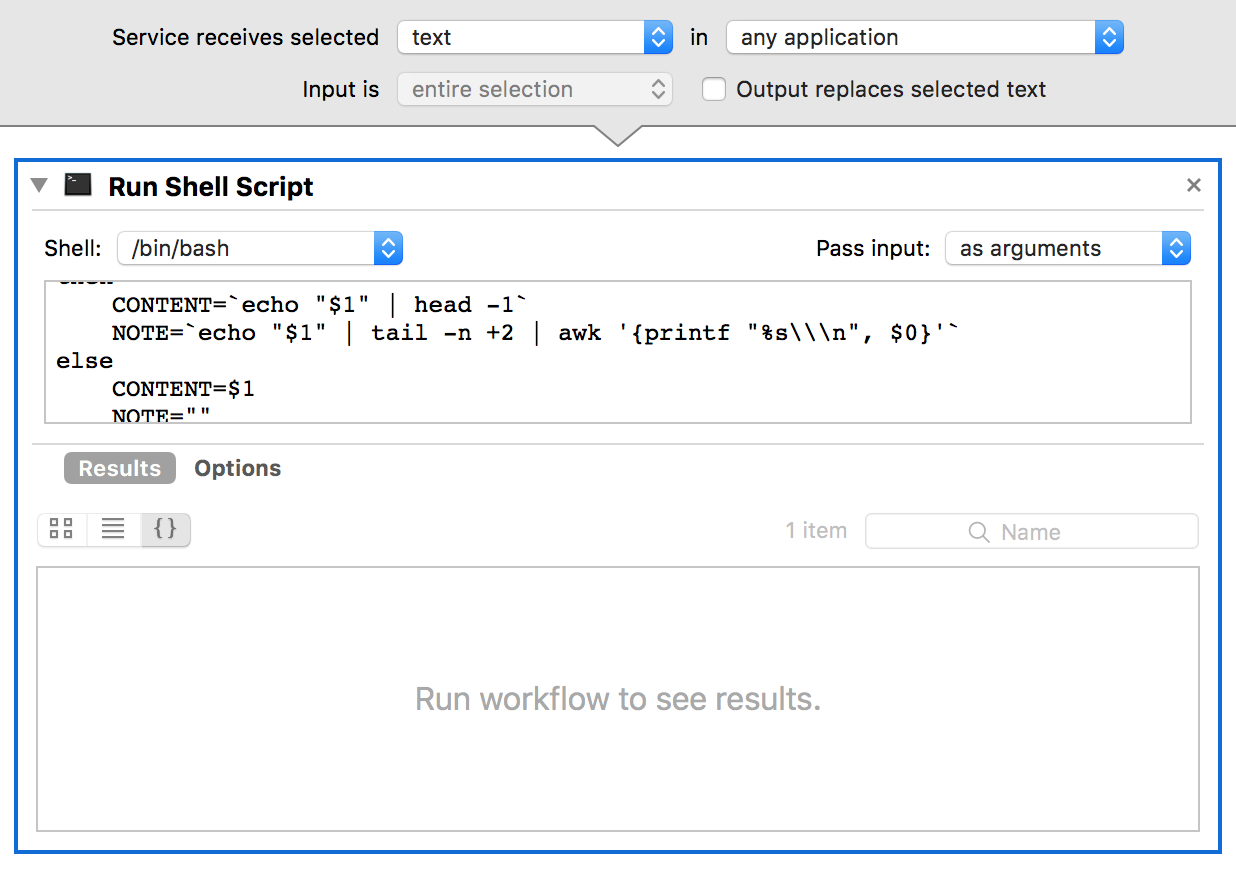 Service receives selected text in any application
Input is entire selection Output replaces selected text
Run Shell Script
Shell: /bin/bash Pass input: as arguments
then
CONTENT=`echo "$1" | head -1`
NOTE=`echo "$1" | tail -n +2 | awk '{printf "%s\\\n", $0}'`
else
CONTENT=$1
NOTE=""
Results Options
{} 1 item Name
Run workflow to see results.